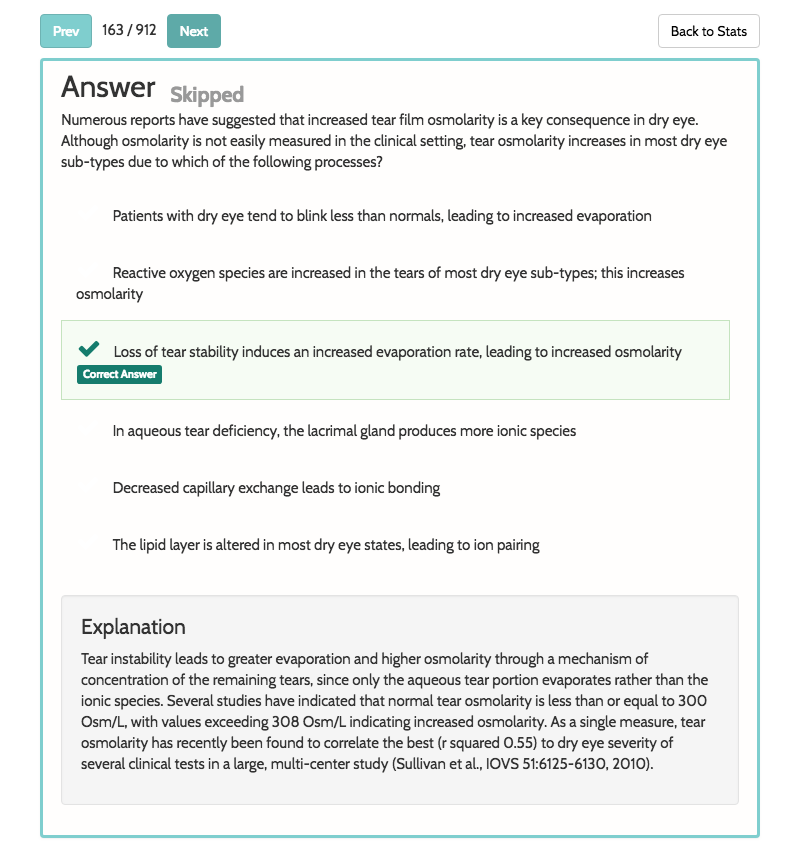 Prev 163 / 912 Next Back to Stats
Answer Skipped
Numerous reports have suggested that increased tear film osmolarity is a key consequence in dry eye.
Although osmolarity is not easily measured in the clinical setting, tear osmolarity increases in most dry eye
sub-types due to which of the following processes?
Patients with dry eye tend to blink less than normals, leading to increased evaporation
Reactive oxygen species are increased in the tears of most dry eye sub-types; this increases
osmolarity
Loss of tear stability induces an increased evaporation rate, leading to increased osmolarity
Correct Answer
In aqueous tear deficiency, the lacrimal gland produces more ionic species
Decreased capillary exchange leads to ionic bonding
The lipid layer is altered in most dry eye states, leading to ion pairing
Explanation
Tear instability leads to greater evaporation and higher osmolarity through a mechanism of
concentration of the remaining tears, since only the aqueous tear portion evaporates rather than the
ionic species. Several studies have indicated that normal tear osmolarity is less than or equal to 300
Osm/L, with values exceeding 308 Osm/L indicating increased osmolarity. As a single measure, tear
osmolarity has recently been found to correlate the best (r squared 0.55) to dry eye severity of
several clinical tests in a large, multi-center study (Sullivan et al., IOVS 51:6125-6130, 2010).